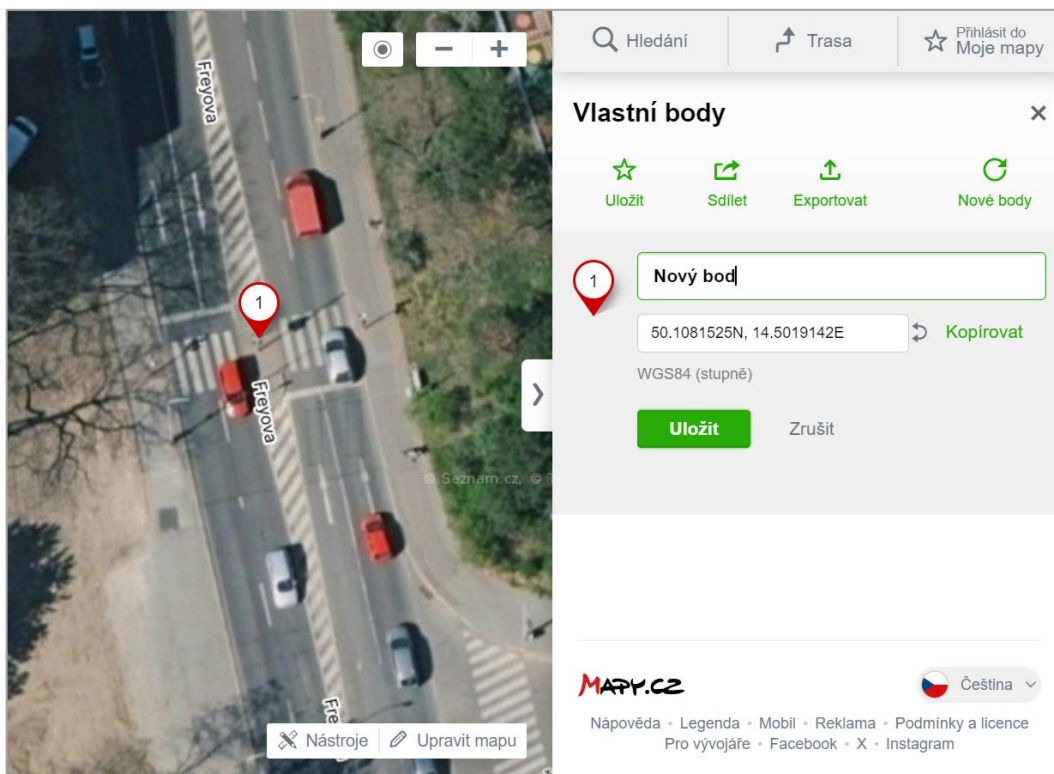 Freyova
1
Freyova
Fre
© Seznam.cz, ©
Nástroje
Upravit mapu
Hledání
Trasa
Přihlásit do
Moje mapy
Vlastní body
Uložit
Sdílet
Exportovat
Nové body
1
Nový bod
50.1081525N, 14.5019142E
Kopírovat
WGS84 (stupně)
Uložit
Zrušit
MAPY.CZ
Čeština
Nápověda • Legenda • Mobil • Reklama • Podmínky a licence
Pro vývojáře • Facebook • X • Instagram